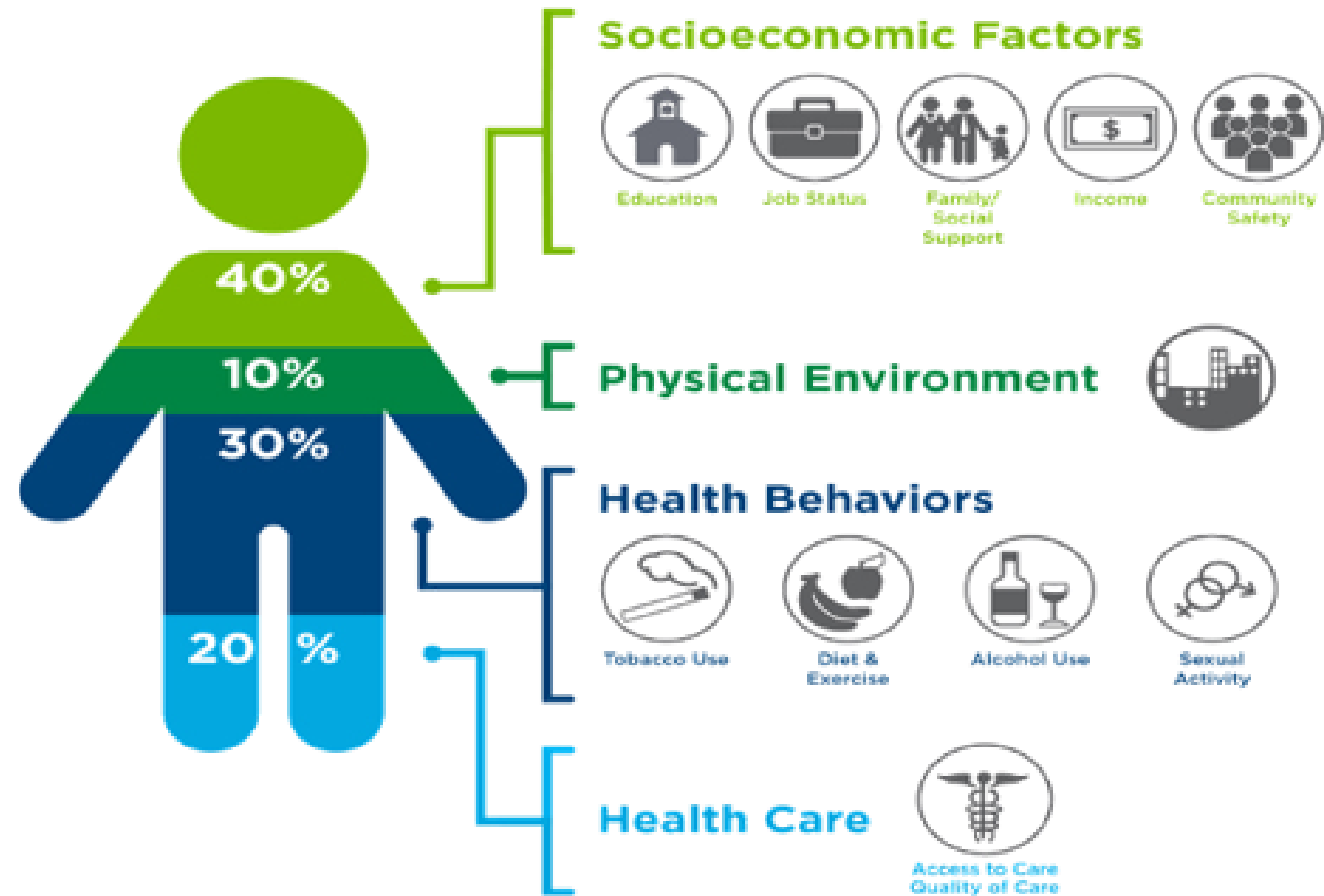 Socioeconomic Factors
$
Education
Job Status
Family/
Social
Support
Income
Community
Safety
40%
10%
Physical Environment
30%
Health Behaviors
Tobacco Use
Diet &
Exercise
Alcohol Use
Sexual
Activity
20 %
Health Care
Access to Care
Quality of Care